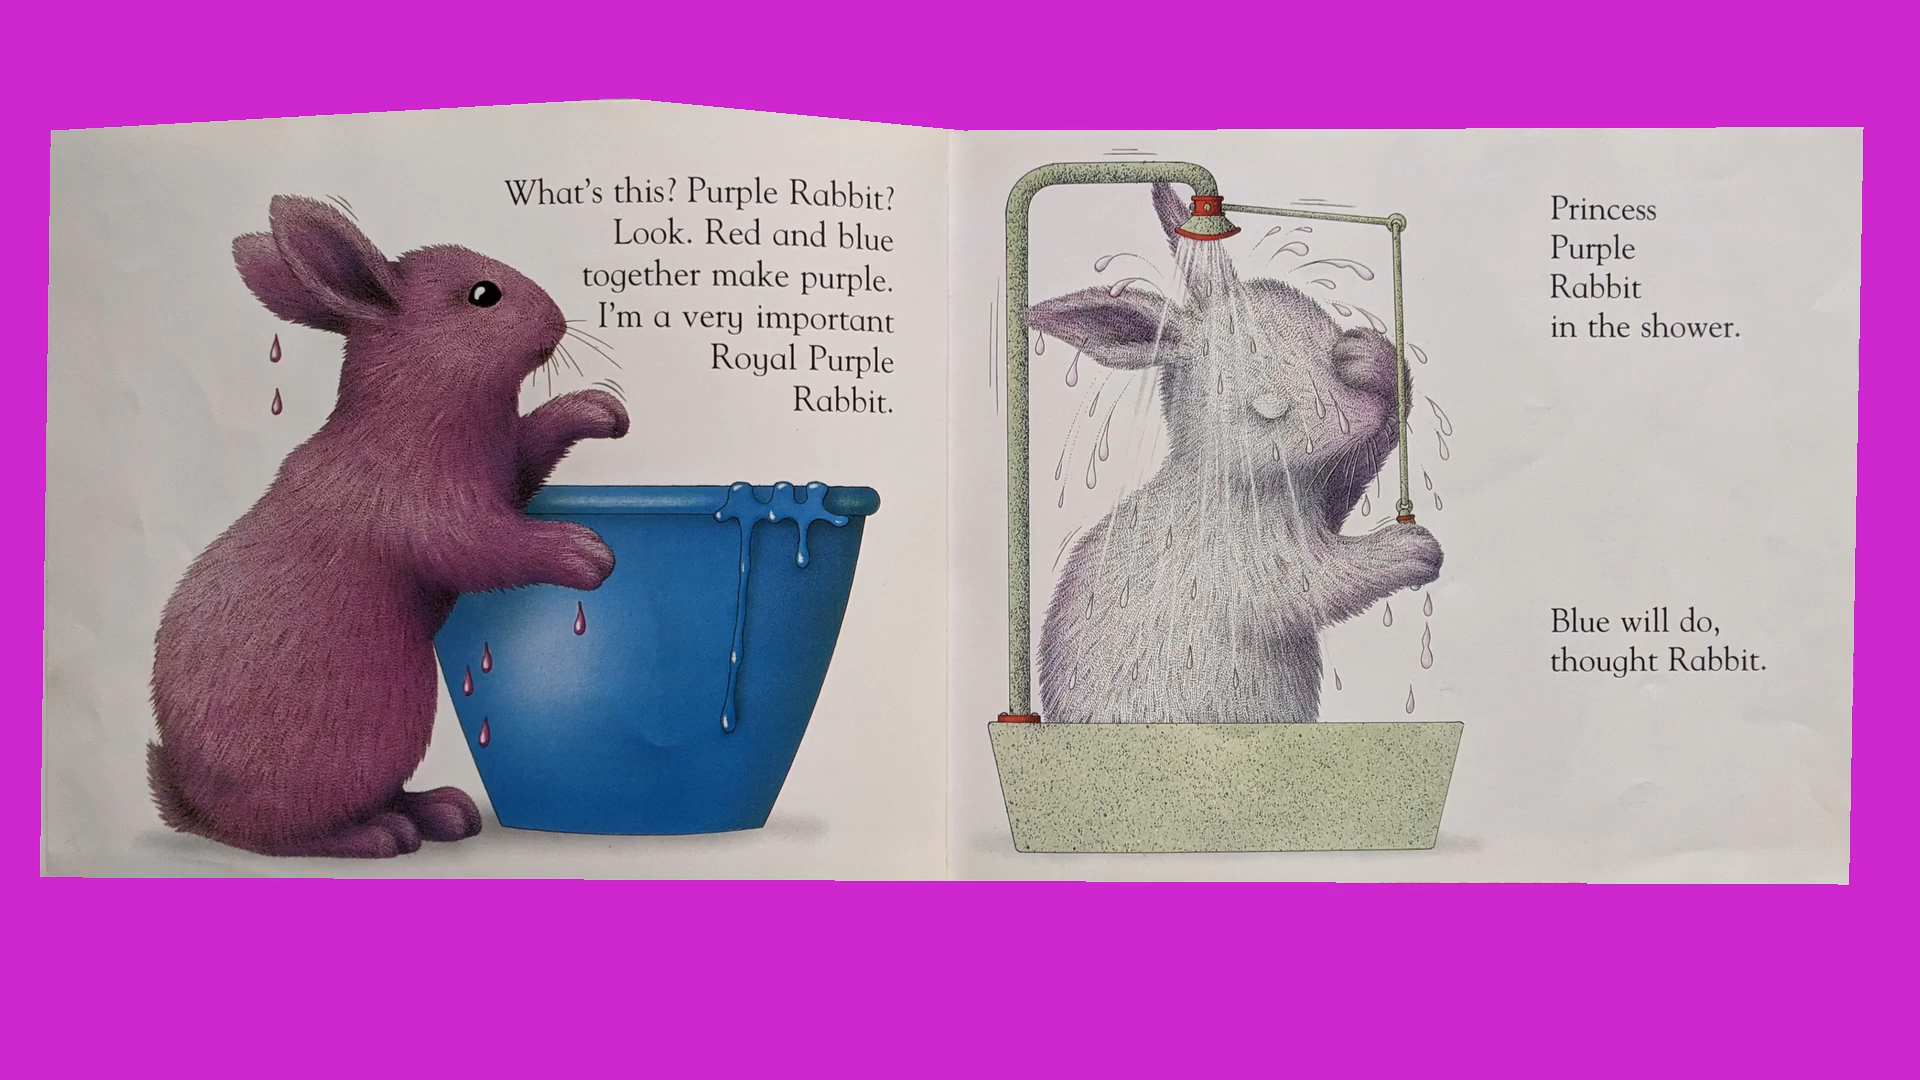 What's this? Purple Rabbit?
Look. Red and blue
together make purple.
I'm a very important
Royal Purple
Rabbit.
Princess
Purple
Rabbit
in the shower.
Blue will do,
thought Rabbit.